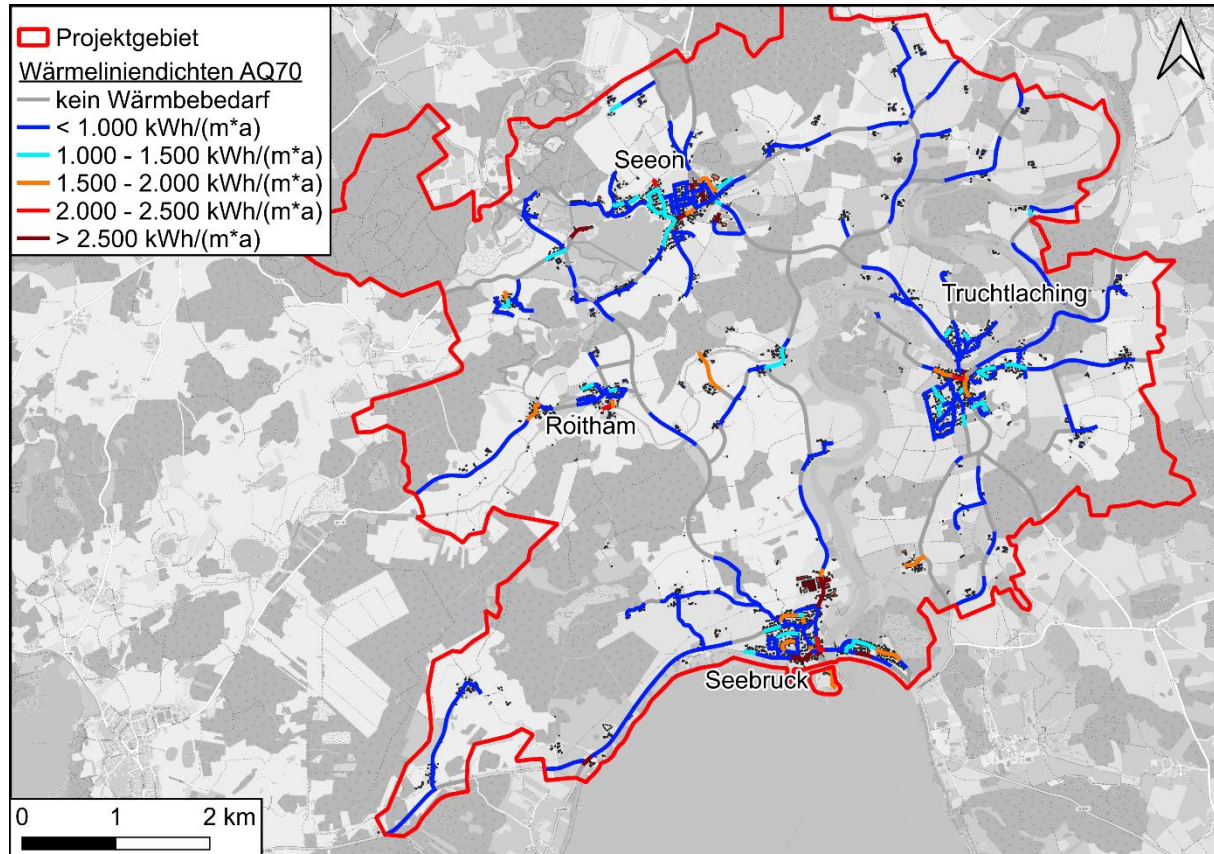 Projektgebiet
Wärmeliniendichten AQ70
kein Wärmbebedarf
< 1.000 kWh/(m*a)
1.000 - 1.500 kWh/(m*a)
1.500 - 2.000 kWh/(m*a)
2.000 - 2.500 kWh/(m*a)
> 2.500 kWh/(m*a)
Seeon
Truchtlaching
Roitham
Seebruck
0 1 2 km